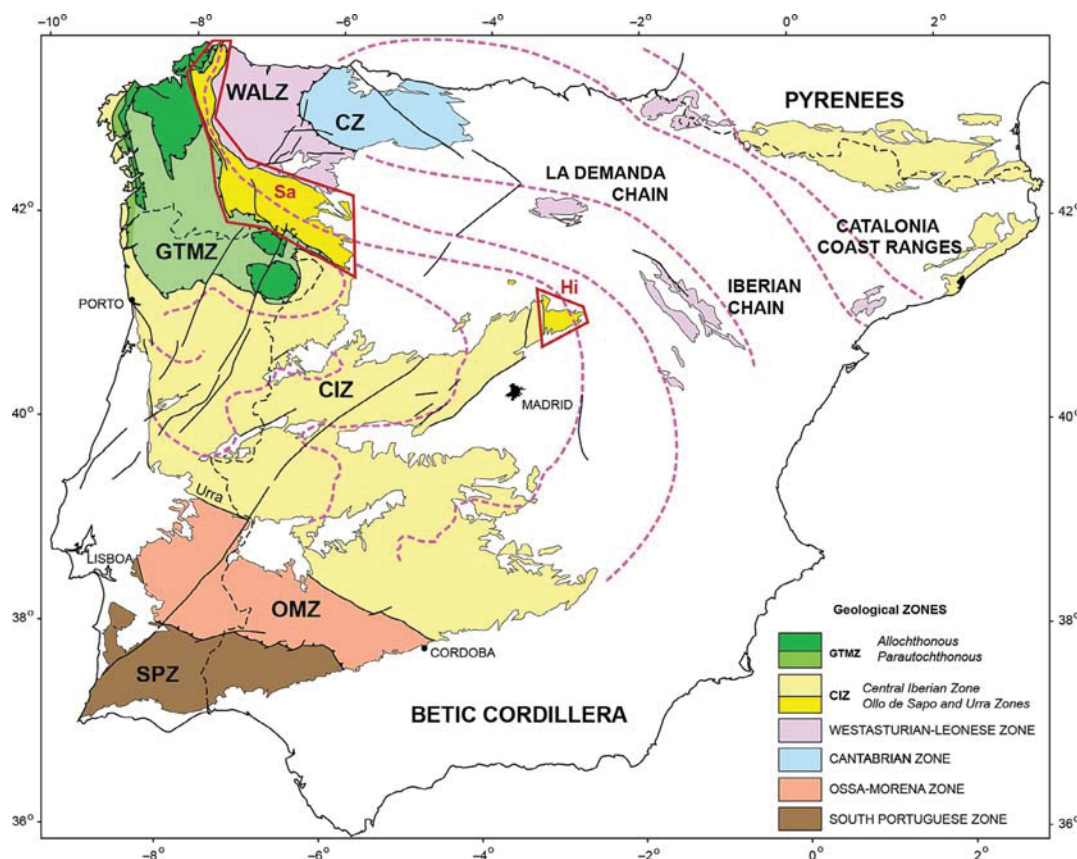 −10° −8° −6° −4° −2° 0° 2°
WALZ
CZ
PYRENEES
LA DEMANDA
CHAIN
42°
42°
Sa
CATALONIA
COAST RANGES
GTMZ
IBERIAN
CHAIN
Hi
PORTO
CIZ
MADRID
40°
40°
Urra
LISBOA
OMZ
38°
38°
CORDOBA
SPZ
BETIC CORDILLERA
36°
36°
−8° −6° −4° −2° 0° 2°
Geological ZONES
GTMZ Allochthonous
Parautochthonous
CIZ Central Iberian Zone
Ollo de Sapo and Urra Zones
WESTASTURIAN-LEONESE ZONE
CANTABRIAN ZONE
OSSA-MORENA ZONE
SOUTH PORTUGUESE ZONE